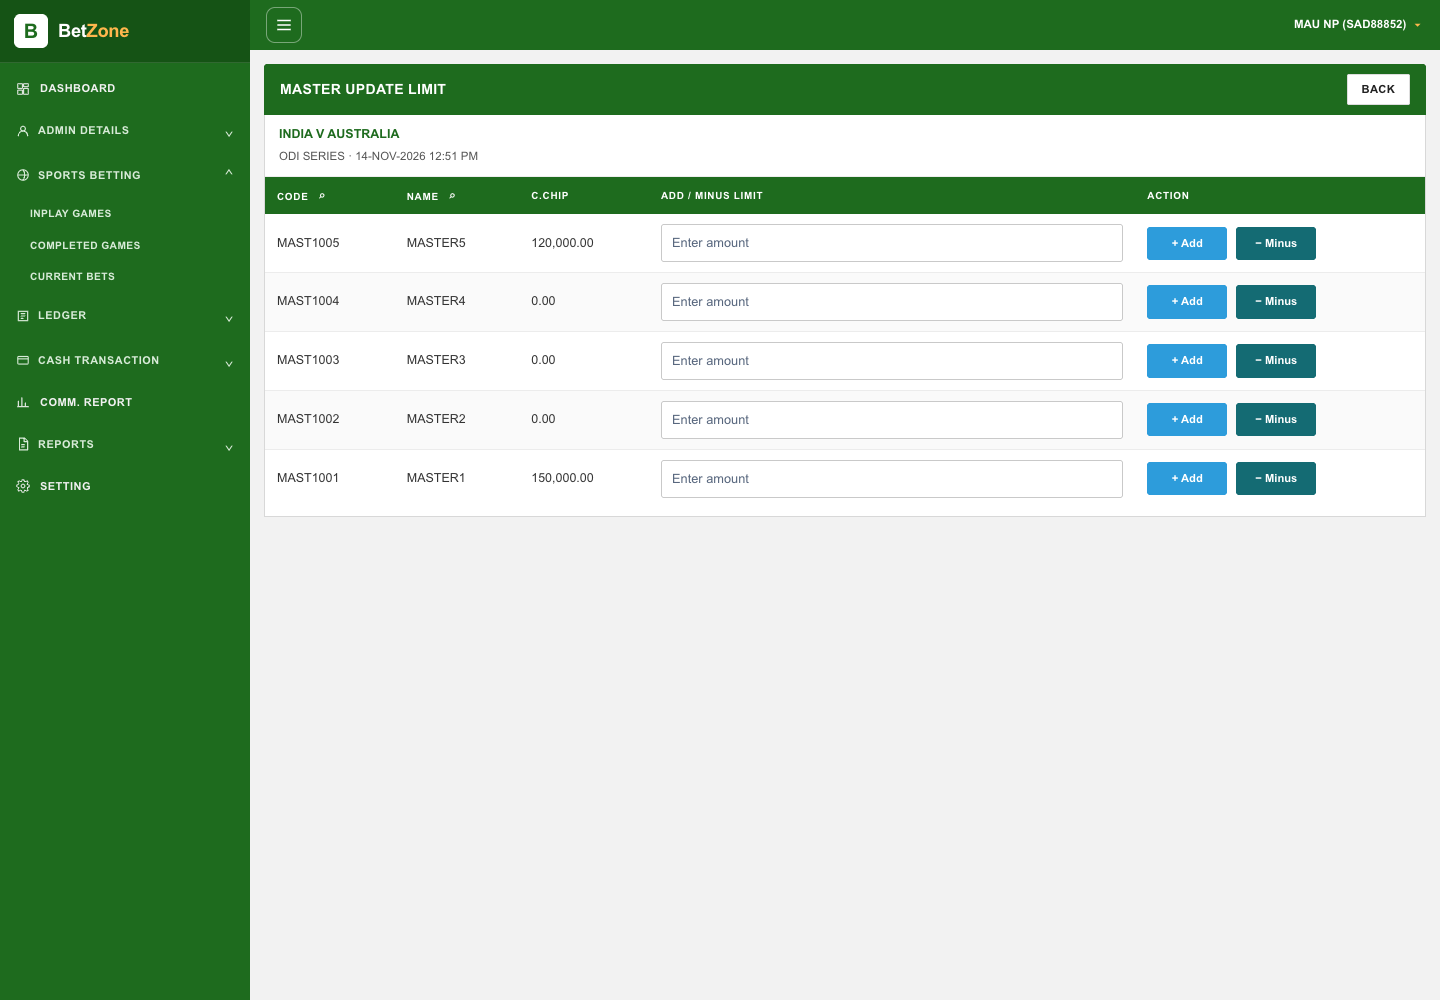 B BetZone
MAU NP (SAD88852)
DASHBOARD
ADMIN DETAILS
SPORTS BETTING
INPLAY GAMES
COMPLETED GAMES
CURRENT BETS
LEDGER
CASH TRANSACTION
COMM. REPORT
REPORTS
SETTING
MASTER UPDATE LIMIT BACK
INDIA V AUSTRALIA
ODI SERIES · 14-NOV-2026 12:51 PM
CODE NAME C.CHIP ADD / MINUS LIMIT ACTION
MAST1005 MASTER5 120,000.00 Enter amount + Add − Minus
MAST1004 MASTER4 0.00 Enter amount + Add − Minus
MAST1003 MASTER3 0.00 Enter amount + Add − Minus
MAST1002 MASTER2 0.00 Enter amount + Add − Minus
MAST1001 MASTER1 150,000.00 Enter amount + Add − Minus